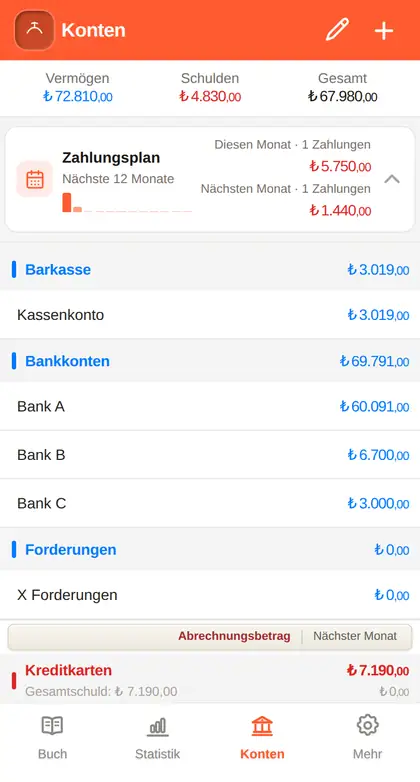 Konten
Vermögen Schulden Gesamt
₺ 72.810,00 ₺ 4.830,00 ₺ 67.980,00
Zahlungsplan
Nächste 12 Monate
Diesen Monat · 1 Zahlungen
₺ 5.750,00
Nächsten Monat · 1 Zahlungen
₺ 1.440,00
Barkasse ₺ 3.019,00
Kassenkonto ₺ 3.019,00
Bankkonten ₺ 69.791,00
Bank A ₺ 60.091,00
Bank B ₺ 6.700,00
Bank C ₺ 3.000,00
Forderungen ₺ 0,00
X Forderungen ₺ 0,00
Abrechnungsbetrag | Nächster Monat
Kreditkarten ₺ 7.190,00
Gesamtschuld: ₺ 7.190,00 ₺ 0,00
Buch Statistik Konten Mehr